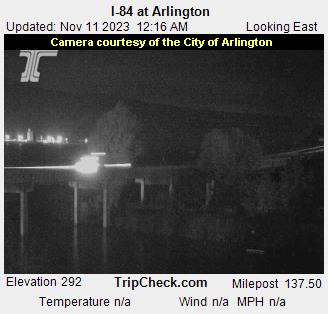 I-84 at Arlington
Updated: Nov 11 2023 12:16 AM Looking East
Camera courtesy of the City of Arlington
Elevation 292 TripCheck.com Milepost 137.50
Temperature n/a Wind n/a MPH n/a